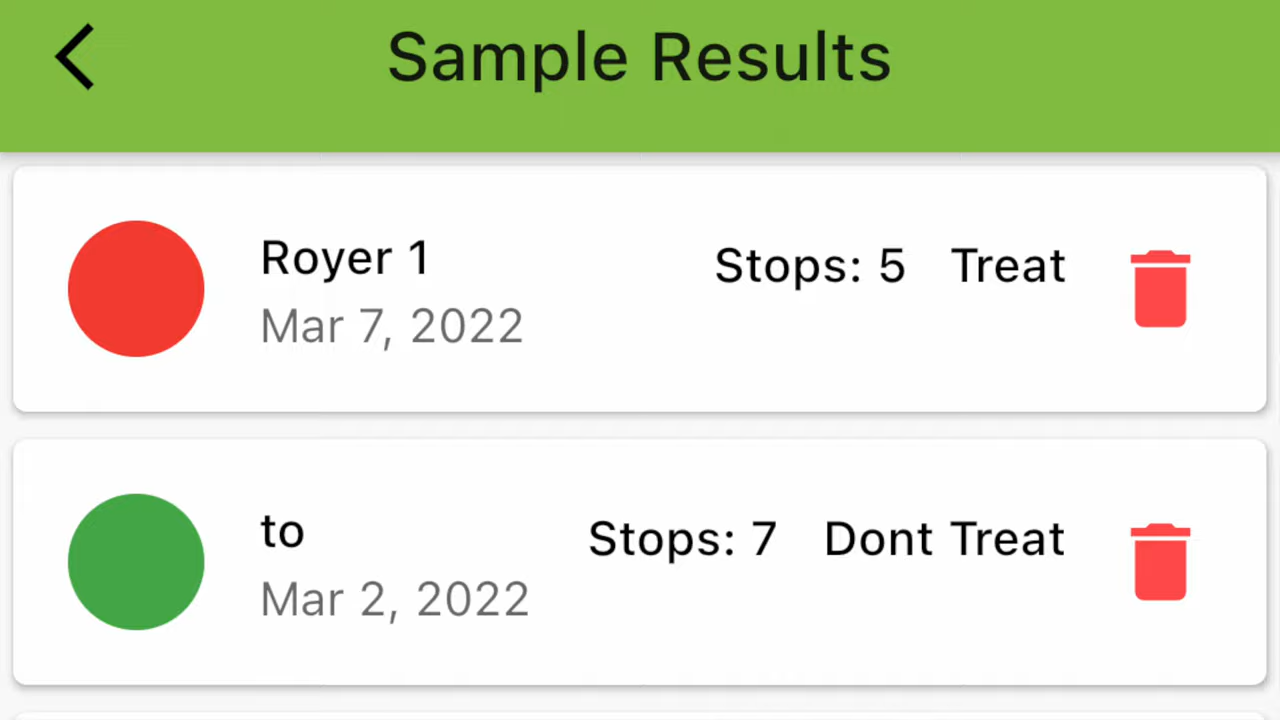 Sample Results
Royer 1
Stops: 5 Treat
Mar 7, 2022
to
Stops: 7 Dont Treat
Mar 2, 2022